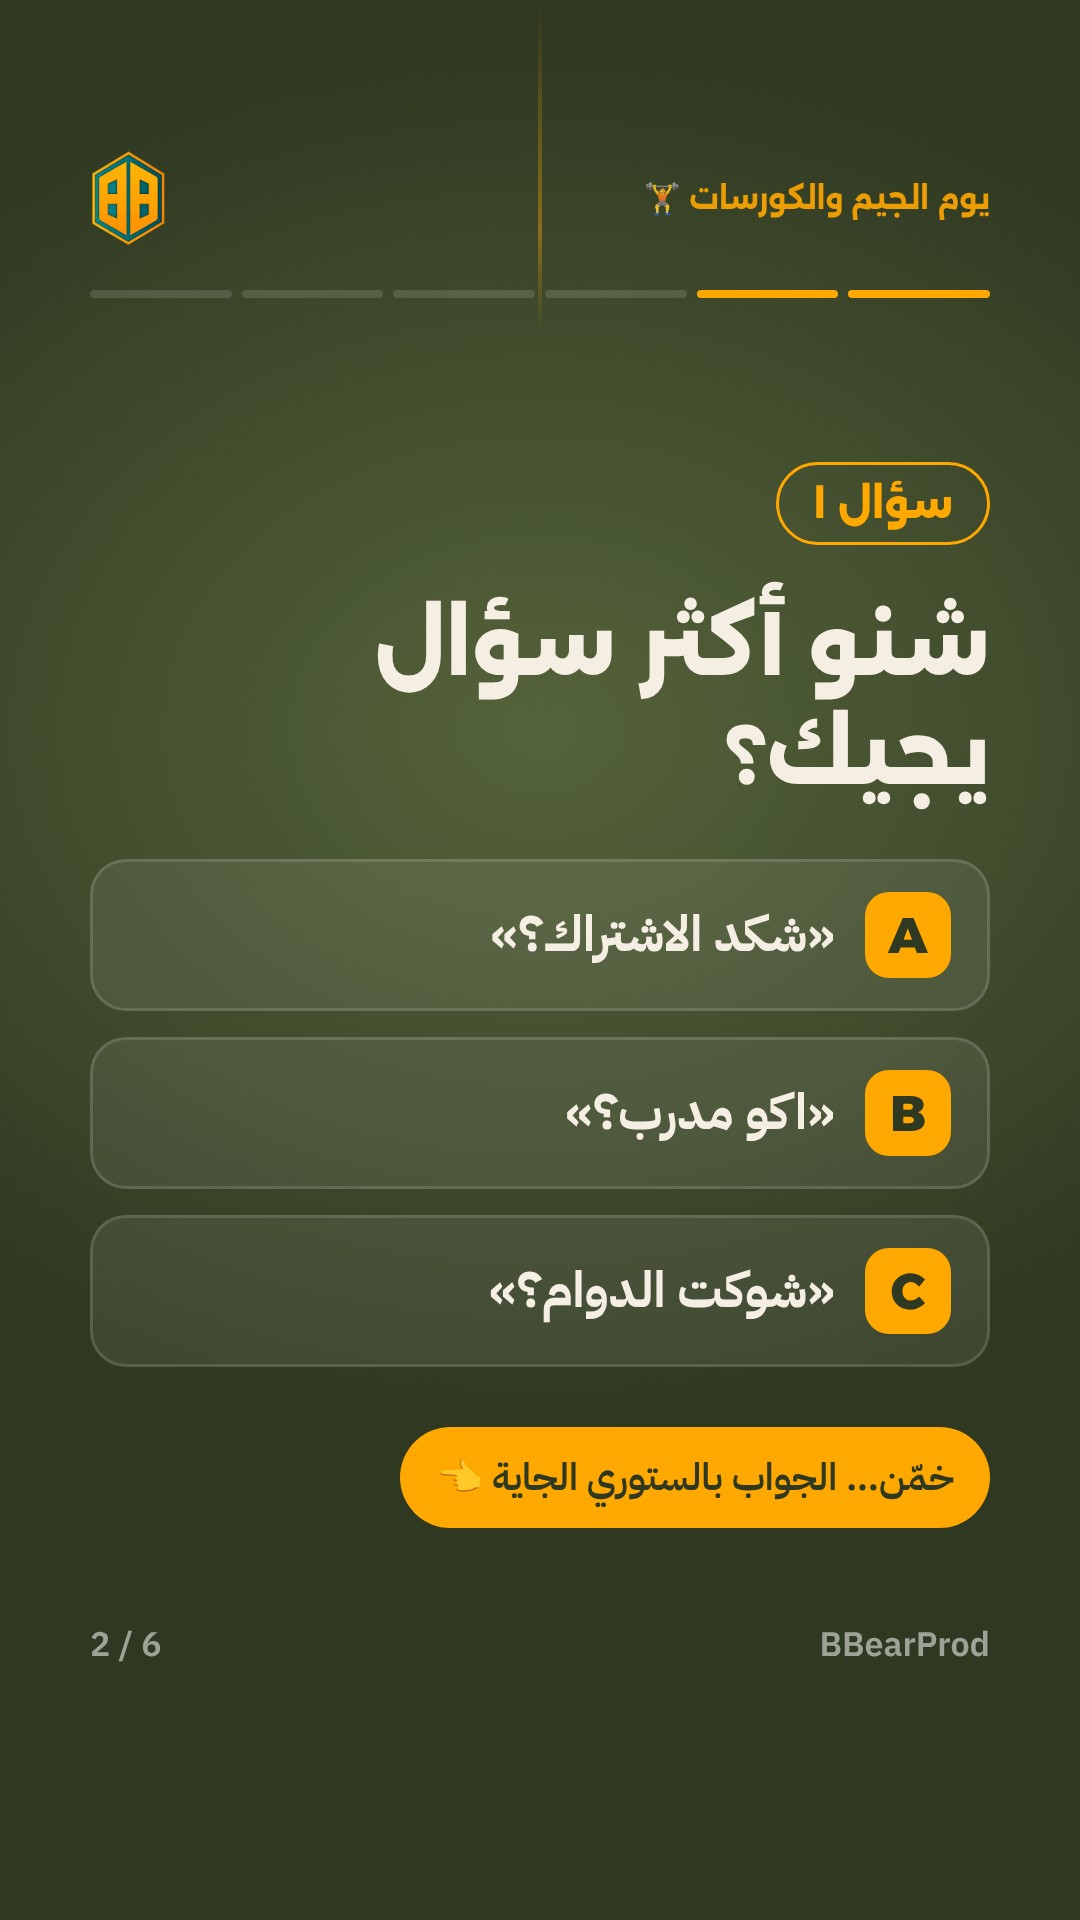 يوم الجيم والكورسات 🏋️
سؤال ١
شنو أكثر سؤال
يجيك؟
A «شكد الاشتراك؟»
B «اكو مدرب؟»
C «شوكت الدوام؟»
خمّن... الجواب بالستوري الجاية 👈
BBearProd
2 / 6